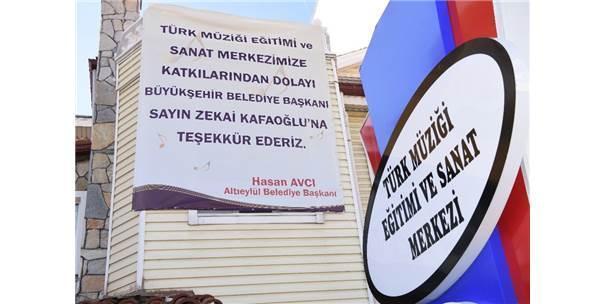 TÜRK MÜZİĞİ EĞİTİMİ ve
SANAT MERKEZİMİZE
KATKILARINDAN DOLAYI
BÜYÜKŞEHİR BELEDİYE BAŞKANI
SAYIN ZEKAİ KAFAOĞLU'NA
TEŞEKKÜR EDERİZ.
Hasan AVCI
Altıeylül Belediye Başkanı
TÜRK MÜZİĞİ
EĞİTİMİ VE SANAT
MERKEZİ